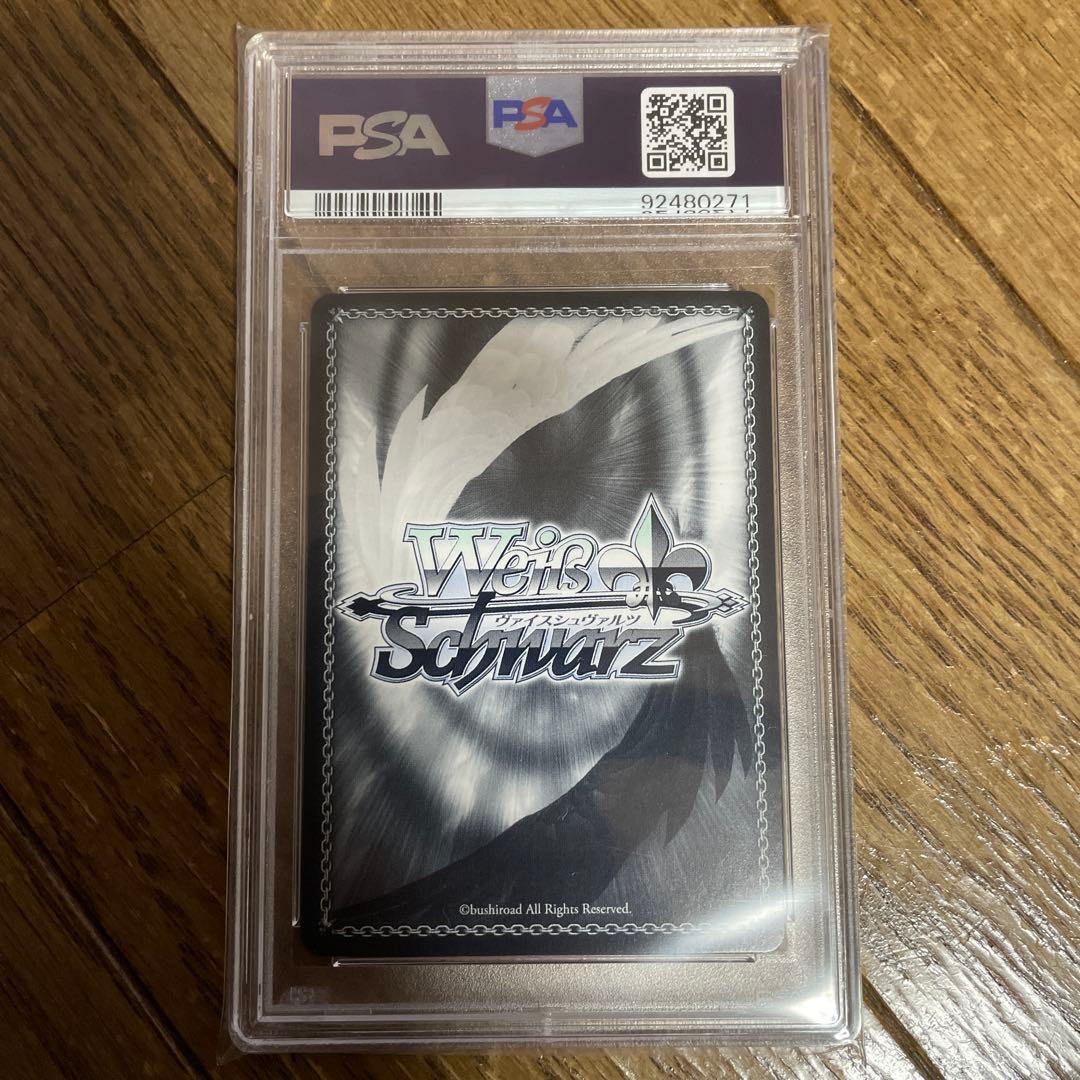 PSA
PSA
92480271
Weiß
ヴァイスシュヴァルツ
Schwarz
©bushiroad All Rights Reserved.